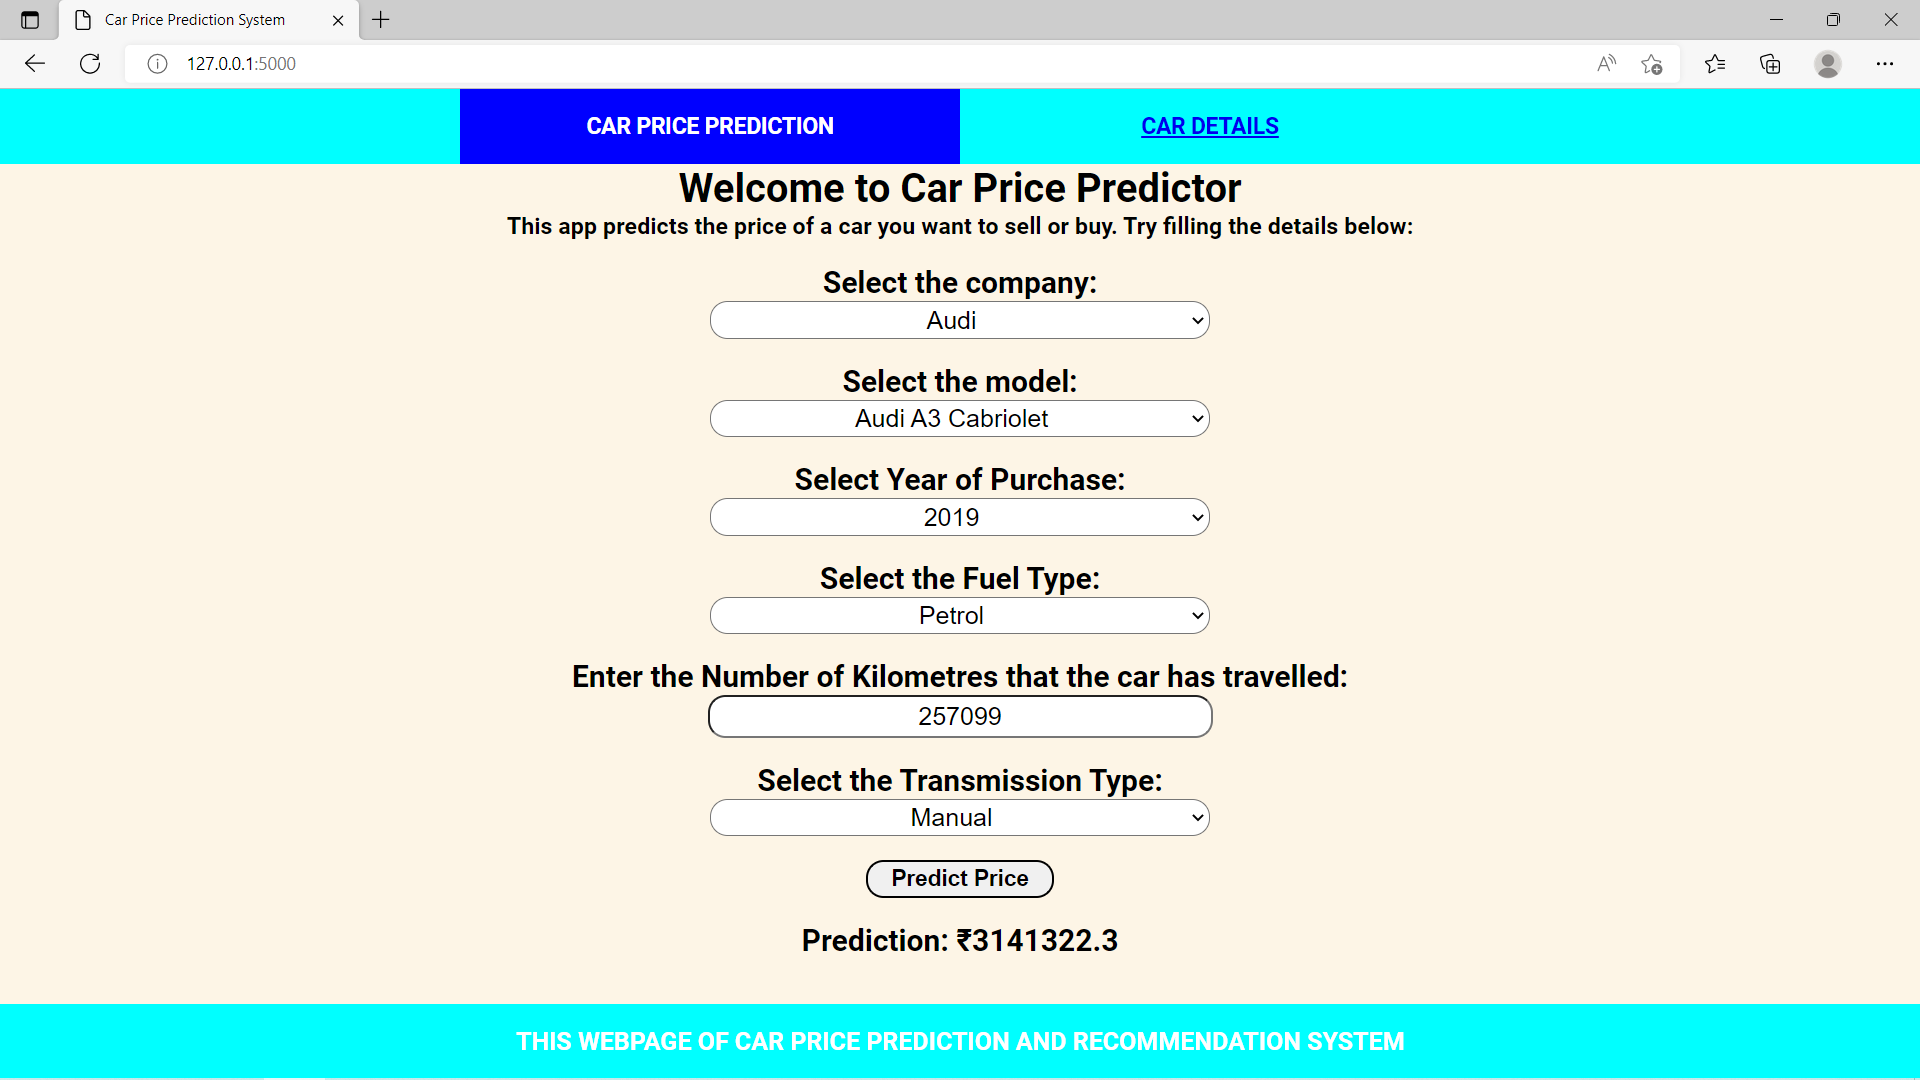 Car Price Prediction System
127.0.0.1:5000
CAR PRICE PREDICTION
CAR DETAILS
Welcome to Car Price Predictor
This app predicts the price of a car you want to sell or buy. Try filling the details below:
Select the company:
Audi
Select the model:
Audi A3 Cabriolet
Select Year of Purchase:
2019
Select the Fuel Type:
Petrol
Enter the Number of Kilometres that the car has travelled:
257099
Select the Transmission Type:
Manual
Predict Price
Prediction: ₹3141322.3
THIS WEBPAGE OF CAR PRICE PREDICTION AND RECOMMENDATION SYSTEM